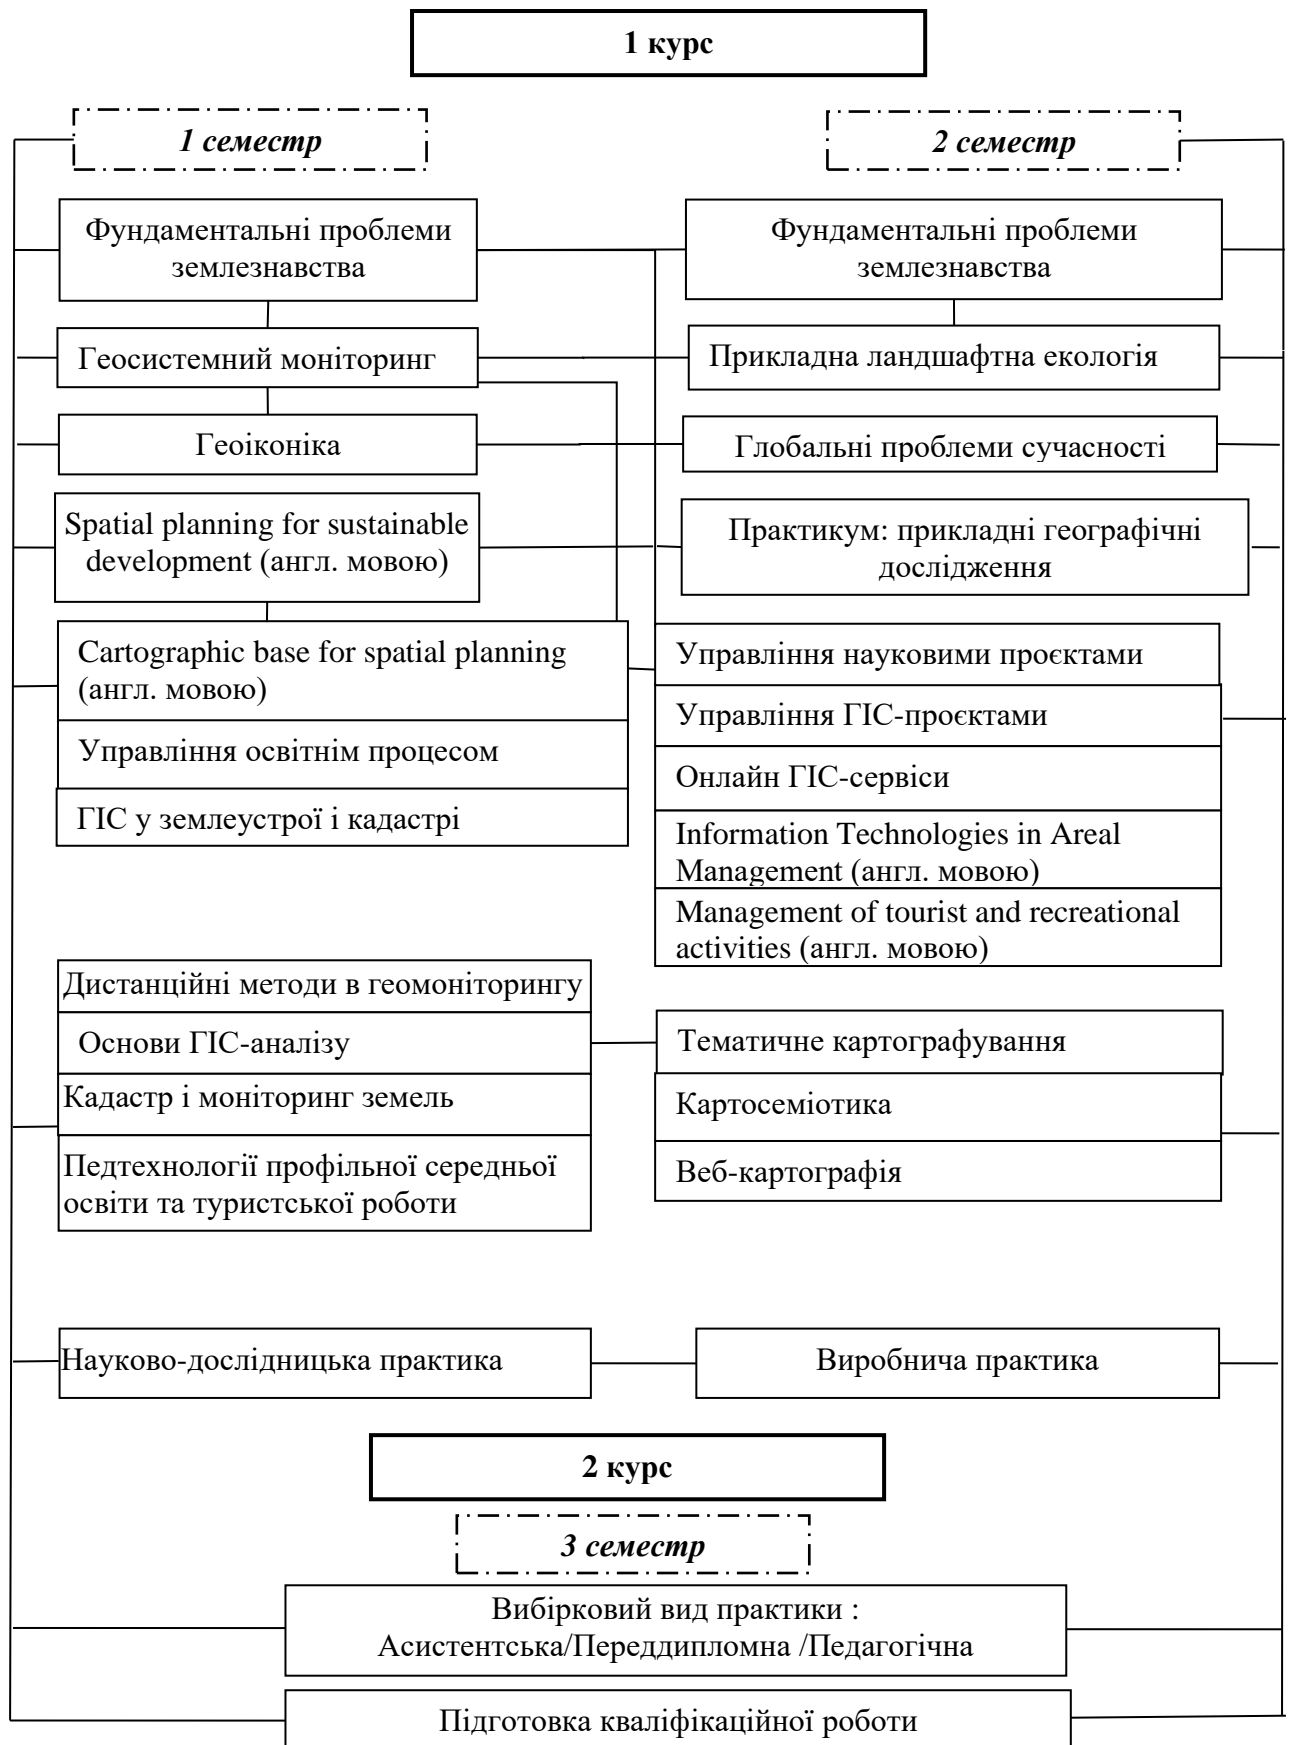 1 курс
1 семестр
2 семестр
Фундаментальні проблеми
землезнавства
Фундаментальні проблеми
землезнавства
Геосистемний моніторинг
Прикладна ландшафтна екологія
Геоіконіка
Глобальні проблеми сучасності
Spatial planning for sustainable
development (англ. мовою)
Практикум: прикладні географічні
дослідження
Cartographic base for spatial planning
(англ. мовою)
Управління освітнім процесом
ГІС у землеустрої і кадастрі
Управління науковими проєктами
Управління ГІС-проєктами
Онлайн ГІС-сервіси
Information Technologies in Areal
Management (англ. мовою)
Management of tourist and recreational
activities (англ. мовою)
Дистанційні методи в геомоніторингу
Основи ГІС-аналізу
Кадастр і моніторинг земель
Педтехнології профільної середньої
освіти та туристської роботи
Тематичне картографування
Картосеміотика
Веб-картографія
Науково-дослідницька практика
Виробнича практика
2 курс
3 семестр
Вибірковий вид практики :
Асистентська/Переддипломна /Педагогічна
Підготовка кваліфікаційної роботи